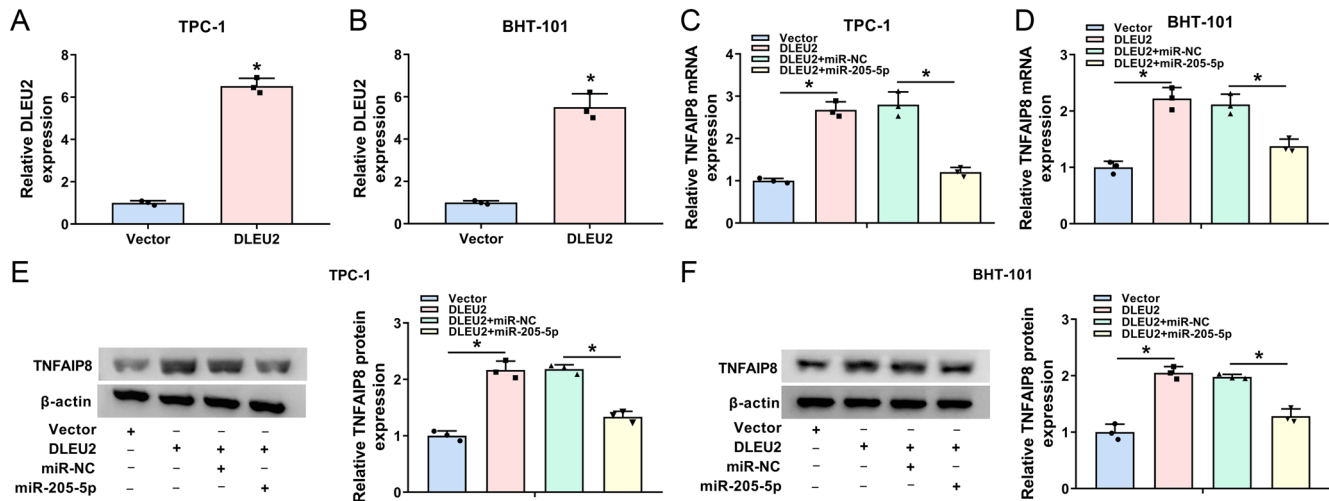 A
TPC-1
Relative DLEU2
expression
8
6
4
2
0
*
Vector
DLEU2
B
BHT-101
Relative DLEU2
expression
8
6
4
2
0
*
Vector
DLEU2
C
TPC-1
Vector
DLEU2
DLEU2+miR-NC
DLEU2+miR-205-5p
Relative TNFAIP8 mRNA
expression
4
3
2
1
0
*
*
D
BHT-101
Vector
DLEU2
DLEU2+miR-NC
DLEU2+miR-205-5p
Relative TNFAIP8 mRNA
expression
3
2
1
0
*
*
E
TPC-1
TNFAIP8
β-actin
Vector + – – –
DLEU2 – + + +
miR-NC – – + –
miR-205-5p – – – +
Vector
DLEU2
DLEU2+miR-NC
DLEU2+miR-205-5p
Relative TNFAIP8 protein
expression
3
2
1
0
*
*
F
BHT-101
TNFAIP8
β-actin
Vector + – – –
DLEU2 – + + +
miR-NC – – + –
miR-205-5p – – – +
Vector
DLEU2
DLEU2+miR-NC
DLEU2+miR-205-5p
Relative TNFAIP8 protein
expression
3
2
1
0
*
*